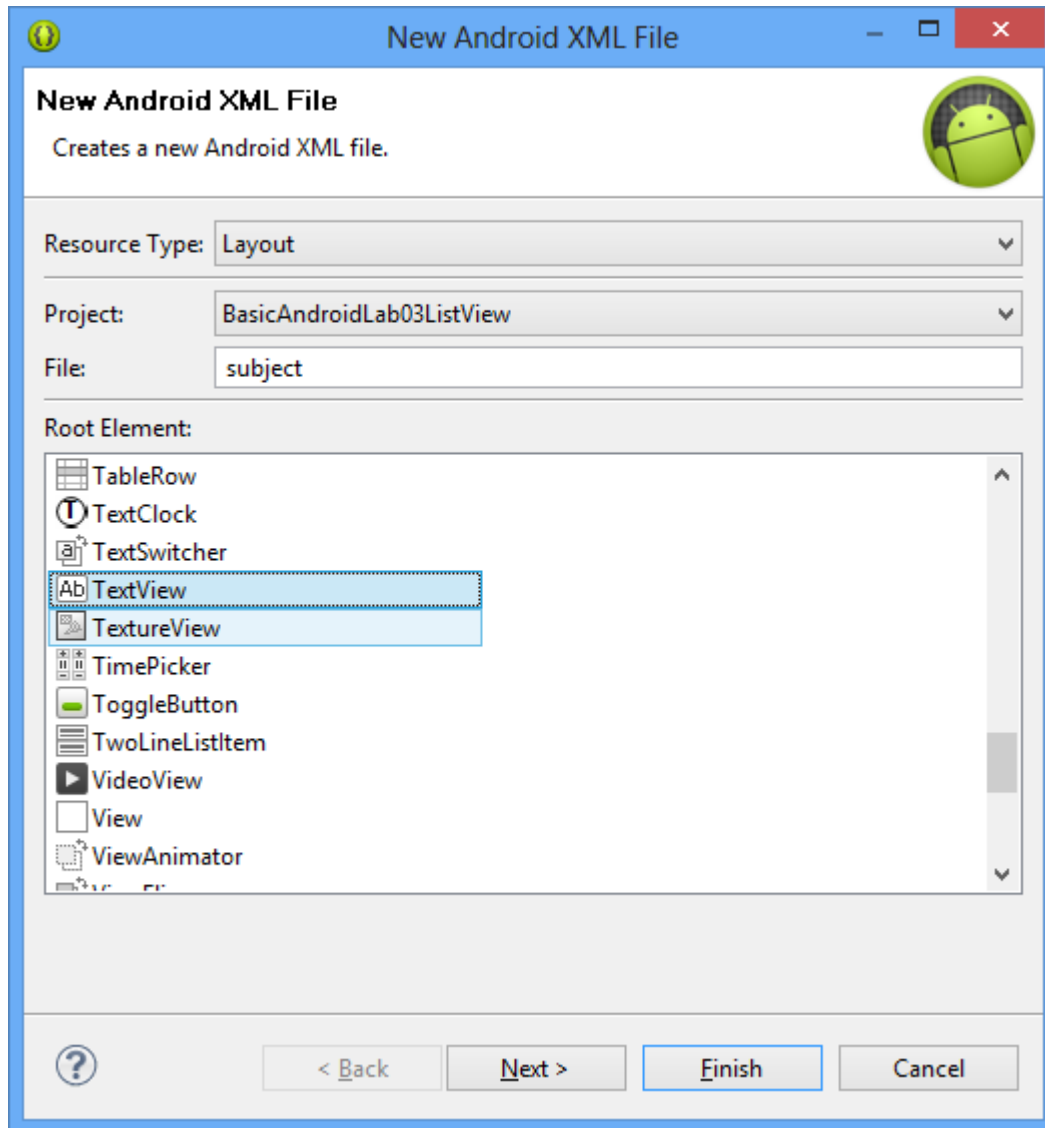 New Android XML File
New Android XML File
Creates a new Android XML file.
Resource Type: Layout
Project: BasicAndroidLab03ListView
File: subject
Root Element:
TableRow
TextClock
TextSwitcher
Ab TextView
TextureView
TimePicker
ToggleButton
TwoLineListItem
VideoView
View
ViewAnimator
< Back Next > Finish Cancel